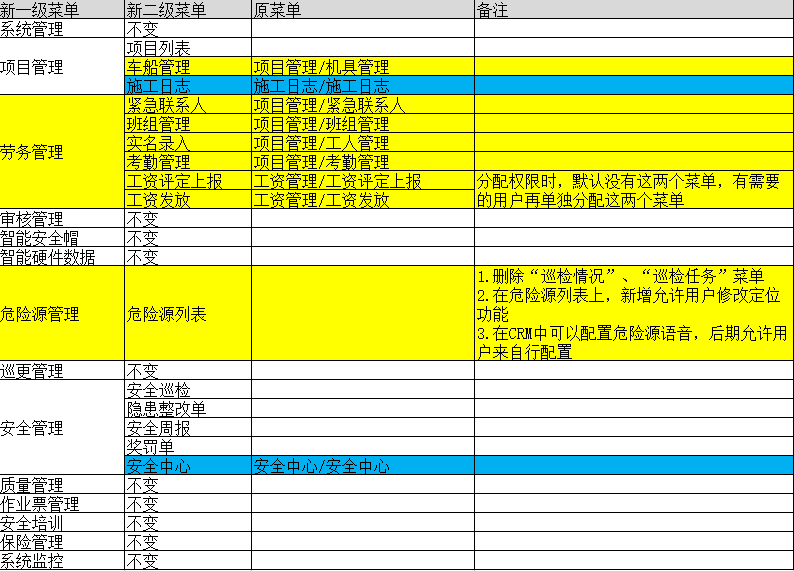 新一级菜单 新二级菜单 原菜单 备注
系统管理 不变
项目管理 项目列表
车船管理 项目管理/机具管理
施工日志 施工日志/施工日志
劳务管理 紧急联系人 项目管理/紧急联系人
班组管理 项目管理/班组管理
实名录入 项目管理/工人管理
考勤管理 项目管理/考勤管理
工资评定上报 工资管理/工资评定上报 分配权限时，默认没有这两个菜单，有需要
工资发放 工资管理/工资发放 的用户再单独分配这两个菜单
审核管理 不变
智能安全帽 不变
智能硬件数据 不变
危险源管理 危险源列表 1.删除“巡检情况”、“巡检任务”菜单
2.在危险源列表上，新增允许用户修改定位
功能
3.在CRM中可以配置危险源语音，后期允许用
户来自行配置
巡更管理 不变
安全管理 安全巡检
隐患整改单
安全周报
奖罚单
安全中心 安全中心/安全中心
质量管理 不变
作业票管理 不变
安全培训 不变
保险管理 不变
系统监控 不变